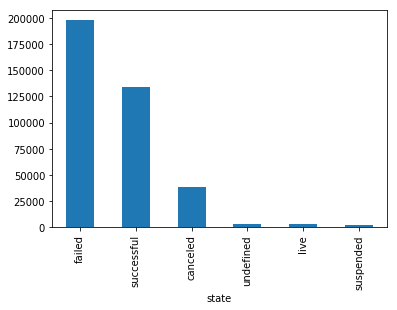 200000
175000
150000
125000
100000
75000
50000
25000
0
failed
successful
canceled
undefined
live
suspended
state